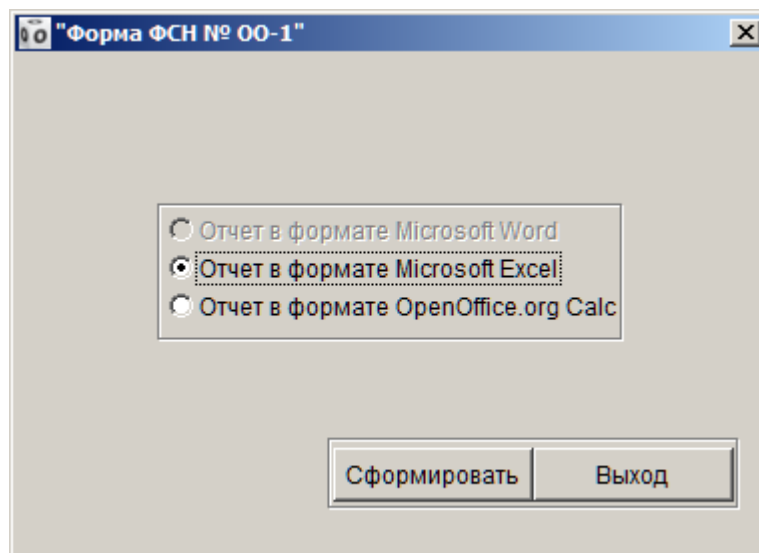 "Форма ФСН № ОО-1"
Отчет в формате Microsoft Word
Отчет в формате Microsoft Excel
Отчет в формате OpenOffice.org Calc
Сформировать Выход